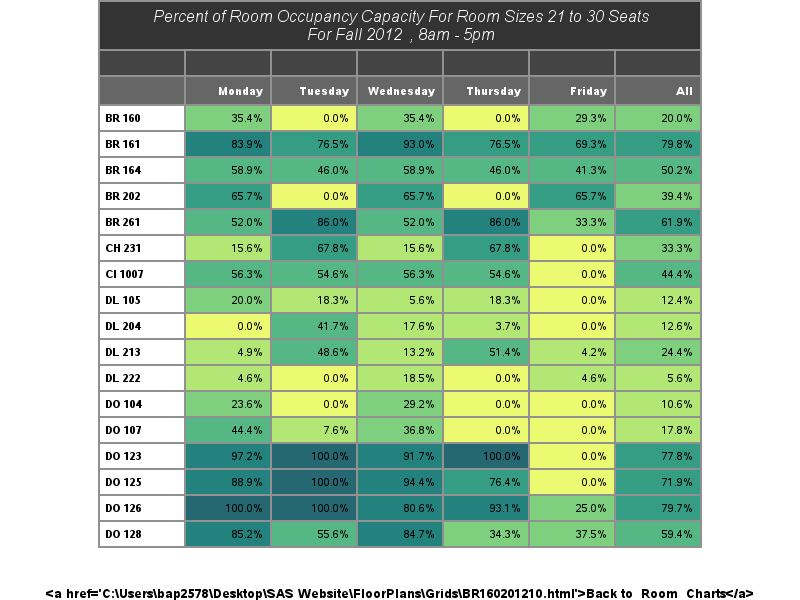 Percent of Room Occupancy Capacity For Room Sizes 21 to 30 Seats
For Fall 2012 , 8am - 5pm
Monday Tuesday Wednesday Thursday Friday All
BR 160 35.4% 0.0% 35.4% 0.0% 29.3% 20.0%
BR 161 83.9% 76.5% 93.0% 76.5% 69.3% 79.8%
BR 164 58.9% 46.0% 58.9% 46.0% 41.3% 50.2%
BR 202 65.7% 0.0% 65.7% 0.0% 65.7% 39.4%
BR 261 52.0% 86.0% 52.0% 86.0% 33.3% 61.9%
CH 231 15.6% 67.8% 15.6% 67.8% 0.0% 33.3%
CI 1007 56.3% 54.6% 56.3% 54.6% 0.0% 44.4%
DL 105 20.0% 18.3% 5.6% 18.3% 0.0% 12.4%
DL 204 0.0% 41.7% 17.6% 3.7% 0.0% 12.6%
DL 213 4.9% 48.6% 13.2% 51.4% 4.2% 24.4%
DL 222 4.6% 0.0% 18.5% 0.0% 4.6% 5.6%
DO 104 23.6% 0.0% 29.2% 0.0% 0.0% 10.6%
DO 107 44.4% 7.6% 36.8% 0.0% 0.0% 17.8%
DO 123 97.2% 100.0% 91.7% 100.0% 0.0% 77.8%
DO 125 88.9% 100.0% 94.4% 76.4% 0.0% 71.9%
DO 126 100.0% 100.0% 80.6% 93.1% 25.0% 79.7%
DO 128 85.2% 55.6% 84.7% 34.3% 37.5% 59.4%
<a href='C:\Users\bap2578\Desktop\SAS Website\FloorPlans\Grids\BR160201210.html'>Back to Room Charts</a>